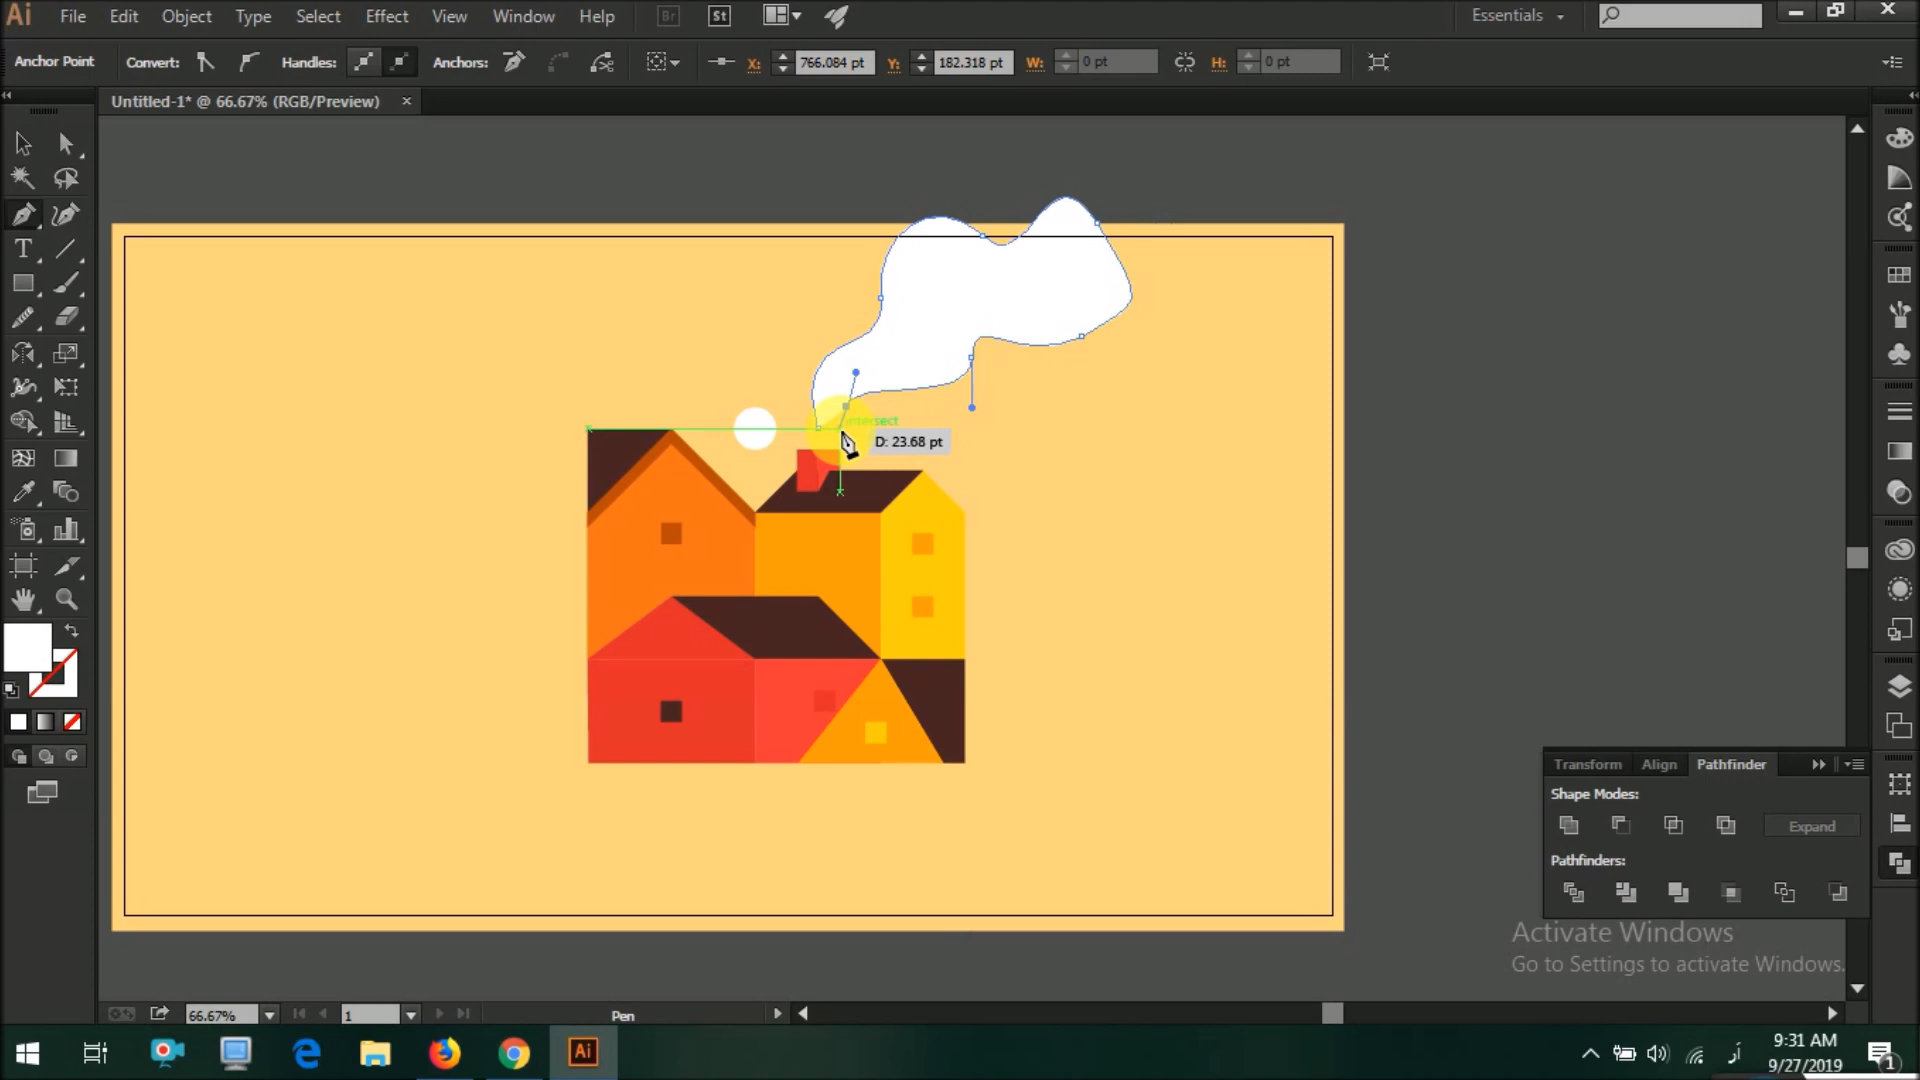 Ai File Edit Object Type Select Effect View Window Help Br St Essentials
Anchor Point Convert: Handles: Anchors: X: 766.084 pt Y: 182.318 pt W: 0 pt H: 0 pt
Untitled-1* @ 66.67% (RGB/Preview) ×
intersect
D: 23.68 pt
Transform Align Pathfinder
Shape Modes:
Expand
Pathfinders:
Activate Windows
Go to Settings to activate Windows.
66.67% 1 Pen
Ai
9:31 AM
9/27/2019
1